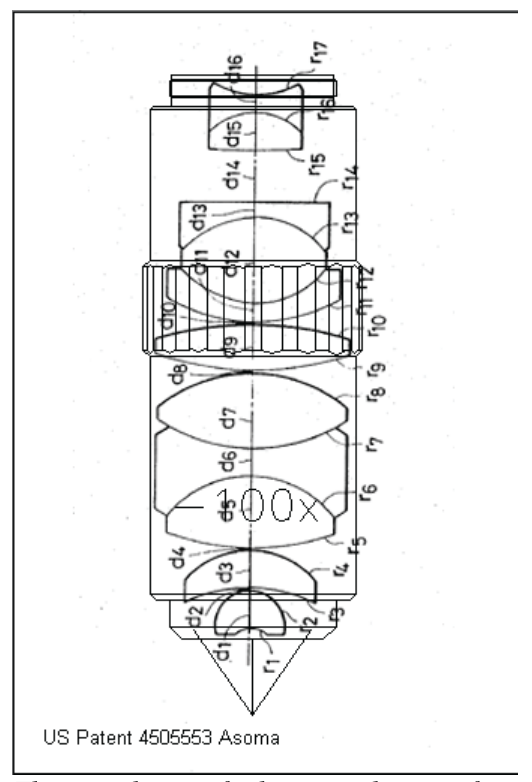 r17
d16
r16
d15
r15
d14
r14
d13
r13
d12
d11
r12
r11
d10
r10
d9
r9
d8
r8
d7
r7
d6
r6
100x
d5
r5
d4
r4
d3
r3
d2
r2
d1
r1
US Patent 4505553 Asoma